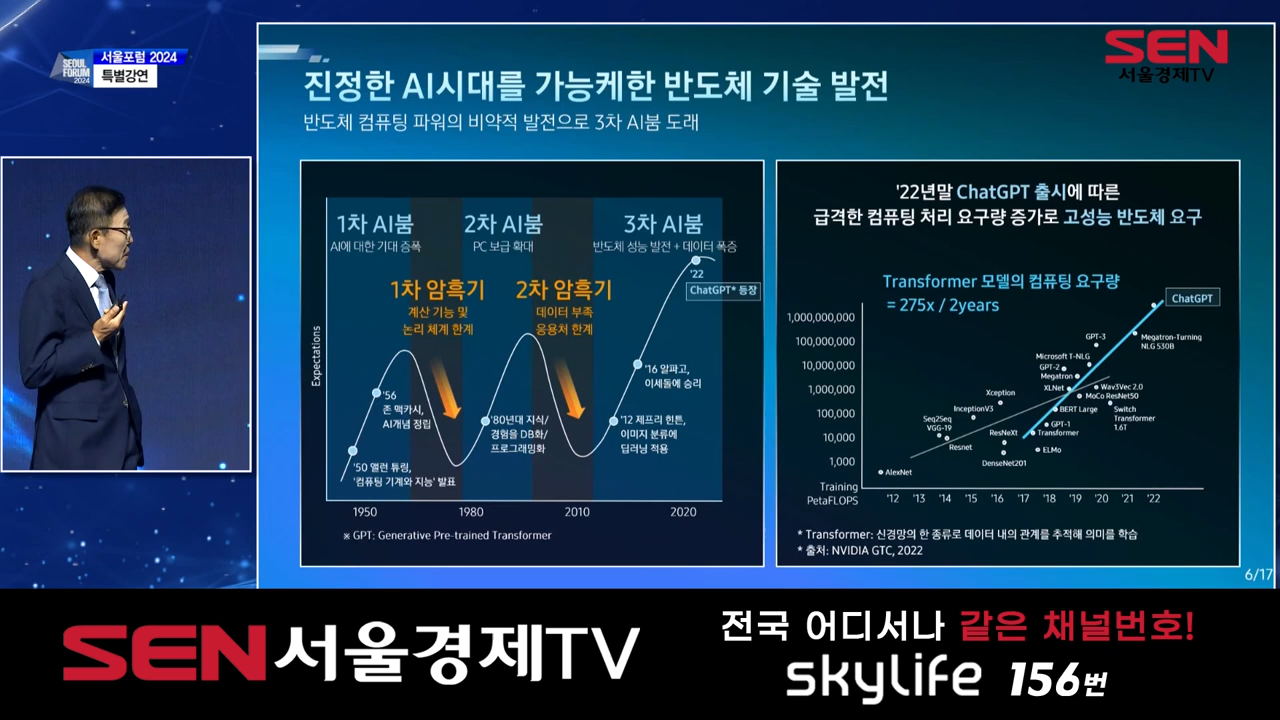 SEOUL
FORUM
2024
서울포럼 2024
특별강연
SEN
서울경제TV
진정한 AI시대를 가능케한 반도체 기술 발전
반도체 컴퓨팅 파워의 비약적 발전으로 3차 AI붐 도래
1차 AI붐
AI에 대한 기대 증폭
2차 AI붐
PC 보급 확대
3차 AI붐
반도체 성능 발전 + 데이터 폭증
1차 암흑기
계산 기능 및
논리 체계 한계
2차 암흑기
데이터 부족
응용처 한계
'22
ChatGPT* 등장
Expectations
'56
존 맥카시,
AI개념 정립
'50 앨런 튜링,
'컴퓨팅 기계와 지능' 발표
'80년대 지식/
경험을 DB화/
프로그래밍화
'16 알파고,
이세돌에 승리
'12 제프리 힌튼,
이미지 분류에
딥러닝 적용
1950
1980
2010
2020
※ GPT: Generative Pre-trained Transformer
'22년말 ChatGPT 출시에 따른
급격한 컴퓨팅 처리 요구량 증가로 고성능 반도체 요구
Transformer 모델의 컴퓨팅 요구량
= 275x / 2years
ChatGPT
1,000,000,000
100,000,000
10,000,000
1,000,000
100,000
10,000
1,000
Training
PetaFLOPS
GPT-3
Megatron-Turing
NLG 530B
Microsoft T-NLG
GPT-2
Megatron
XLNet
Wav3Vec 2.0
MoCo ResNet50
Xception
InceptionV3
BERT Large
Switch
Transformer
1.6T
Seq2Seq
VGG-19
GPT-1
ResNeXt
Transformer
Resnet
ELMo
DenseNet201
AlexNet
'12 '13 '14 '15 '16 '17 '18 '19 '20 '21 '22
* Transformer: 신경망의 한 종류로 데이터 내의 관계를 추적해 의미를 학습
* 출처: NVIDIA GTC, 2022
6/17
SEN서울경제TV
전국 어디서나 같은 채널번호!
skylife 156번